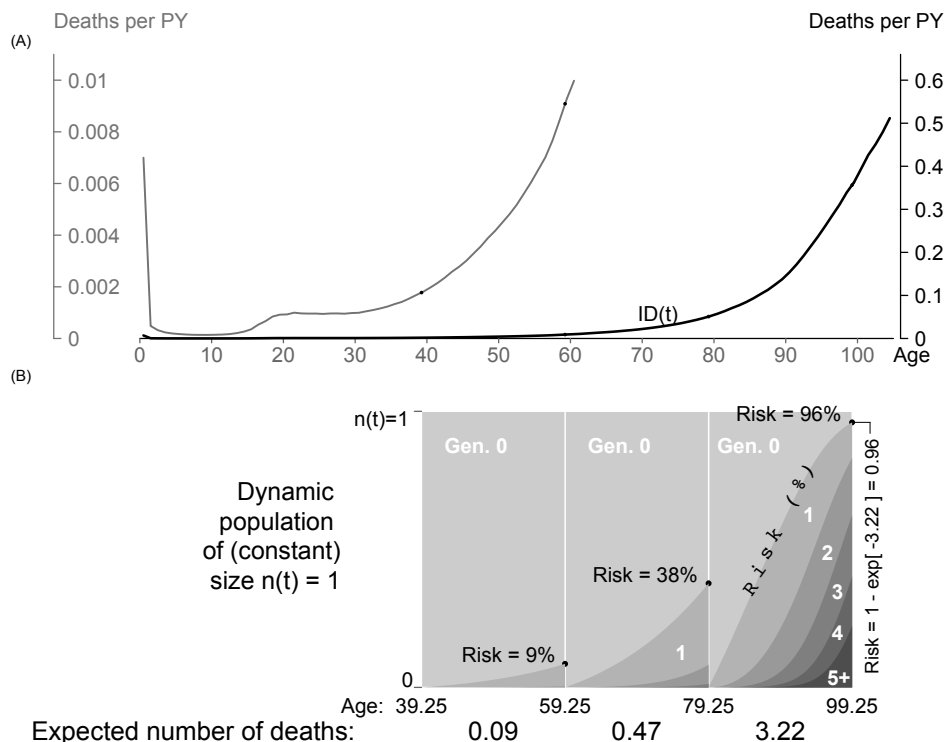 Deaths per PY Deaths per PY
(A)
0.01 0.6
0.5
0.008
0.4
0.006
0.3
0.004
0.2
0.002
ID(t) 0.1
0 0
0 10 20 30 40 50 60 70 80 90 100 Age
(B)
n(t)=1 Risk = 96%
Gen. 0 Gen. 0 Gen. 0
Dynamic
population
of (constant)
size n(t) = 1
Risk (%)
1
2
3
4
5+
Risk = 38%
1
Risk = 9%
Risk = 1 - exp[ -3.22 ] = 0.96
0
Age: 39.25 59.25 79.25 99.25
Expected number of deaths: 0.09 0.47 3.22